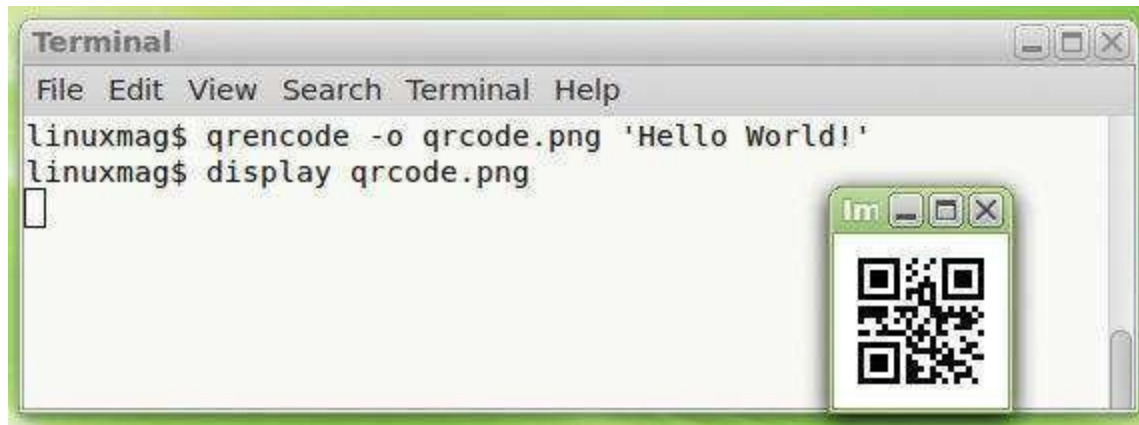 Terminal
File Edit View Search Terminal Help
linuxmag$ qrencode -o qrcode.png 'Hello World!'
linuxmag$ display qrcode.png
Im